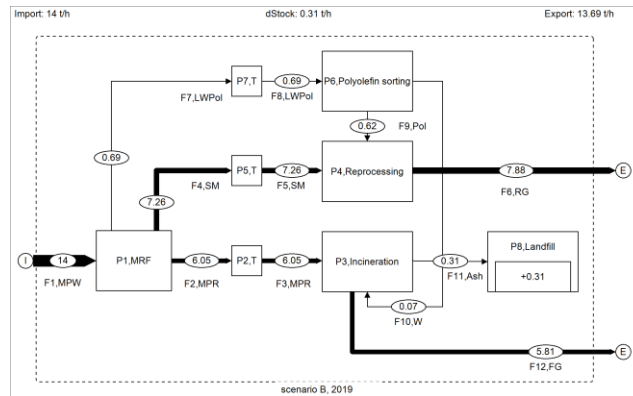 Import: 14 t/h
dStock: 0.31 t/h
Export: 13.69 t/h
P7,T
0.69
P6,Polyolefin sorting
F7,LWPol
F8,LWPol
0.62
F9,Pol
0.69
P5,T
7.26
P4,Reprocessing
7.88
E
F4,SM
F5,SM
F6,RG
7.26
I
14
P1,MRF
6.05
P2,T
6.05
P3,Incineration
0.31
P8,Landfill
+0.31
F1,MPW
F2,MPR
F3,MPR
F11,Ash
0.07
F10,W
5.81
E
F12,FG
scenario B, 2019